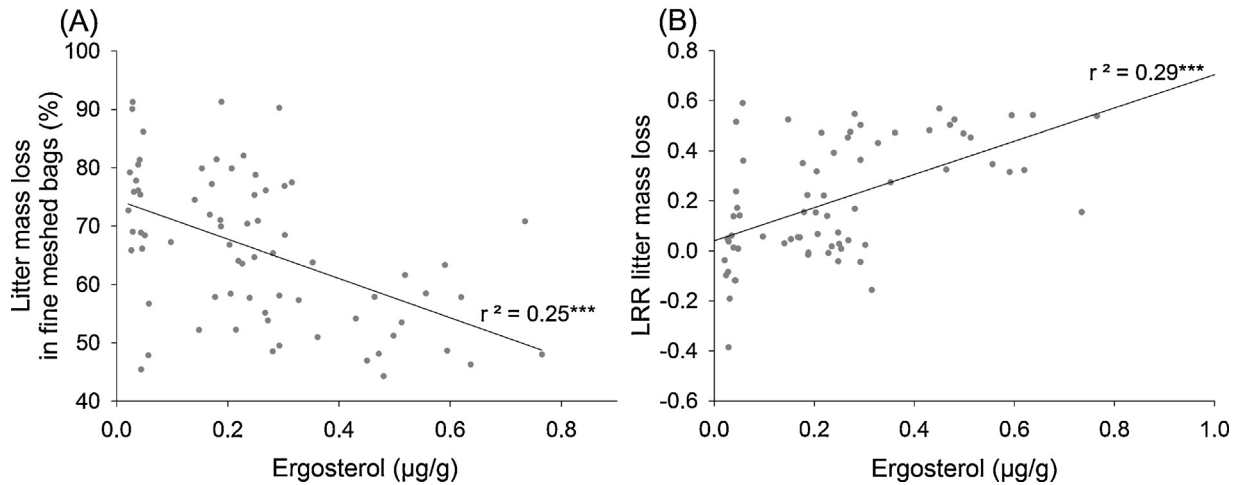 (A)
Litter mass loss
in fine meshed bags (%)
100
90
80
70
60
50
40
0.0 0.2 0.4 0.6 0.8
Ergosterol (µg/g)
r ² = 0.25***
(B)
LRR litter mass loss
0.8
0.6
0.4
0.2
0.0
-0.2
-0.4
-0.6
0.0 0.2 0.4 0.6 0.8 1.0
Ergosterol (µg/g)
r ² = 0.29***